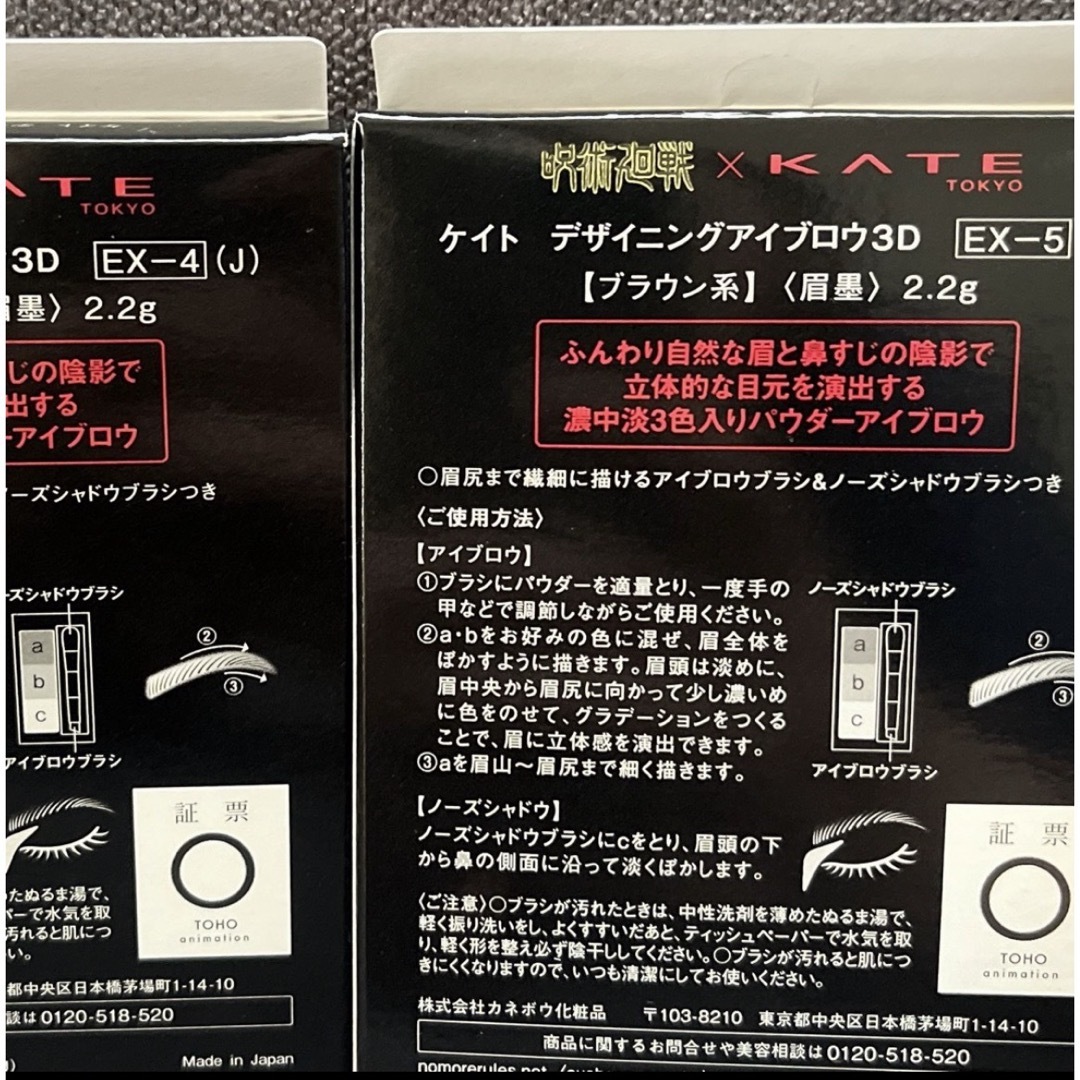 ATE
TOKYO
3D EX-4 (J)
眉墨〉 2.2g
じの陰影で
出する
ーアイブロウ
ノーズシャドウブラシつき
ーズシャドウブラシ
a
b
c
②
③
アイブロウブラシ
証票
TOHO
animation
めたぬるま湯で、
パーで水気を取
汚れると肌につ
い。
都中央区日本橋茅場町1-14-10
談は 0120-518-520
Made in Japan
呪術廻戦 × KATE
TOKYO
ケイト デザイニングアイブロウ3D EX-5
【ブラウン系】〈眉墨〉 2.2g
ふんわり自然な眉と鼻すじの陰影で
立体的な目元を演出する
濃中淡3色入りパウダーアイブロウ
○眉尻まで繊細に描けるアイブロウブラシ&ノーズシャドウブラシつき
〈ご使用方法〉
【アイブロウ】
①ブラシにパウダーを適量とり、一度手の
甲などで調節しながらご使用ください。
②a・bをお好みの色に混ぜ、眉全体を
ぼかすように描きます。眉頭は淡めに、
眉中央から眉尻に向かって少し濃いめ
に色をのせて、グラデーションをつくる
ことで、眉に立体感を演出できます。
③aを眉山〜眉尻まで細く描きます。
ノーズシャドウブラシ
a
b
c
②
③
アイブロウブラシ
【ノーズシャドウ】
ノーズシャドウブラシにcをとり、眉頭の下
から鼻の側面に沿って淡くぼかします。
証票
TOHO
animation
〈ご注意〉○ブラシが汚れたときは、中性洗剤を薄めたぬるま湯で、
軽く振り洗いをし、よくすすいだあと、ティッシュペーパーで水気を取
り、軽く形を整え必ず陰干ししてください。○ブラシが汚れると肌につ
きにくくなりますので、いつも清潔にしてお使いください。
株式会社カネボウ化粧品 〒103-8210 東京都中央区日本橋茅場町1-14-10
商品に関するお問合せや美容相談は 0120-518-520